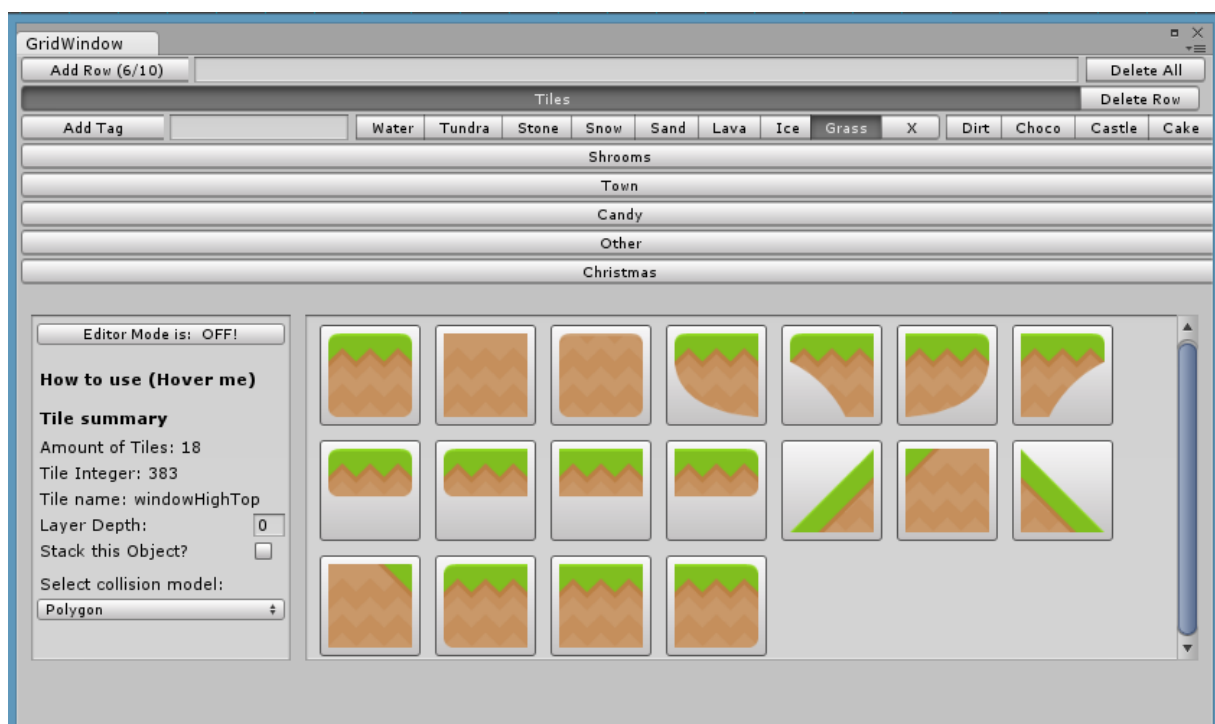 GridWindow
Add Row (6/10) Delete All
Tiles Delete Row
Add Tag Water Tundra Stone Snow Sand Lava Ice Grass X Dirt Choco Castle Cake
Shrooms
Town
Candy
Other
Christmas
Editor Mode is: OFF!
How to use (Hover me)
Tile summary
Amount of Tiles: 18
Tile Integer: 383
Tile name: windowHighTop
Layer Depth: 0
Stack this Object?
Select collision model:
Polygon